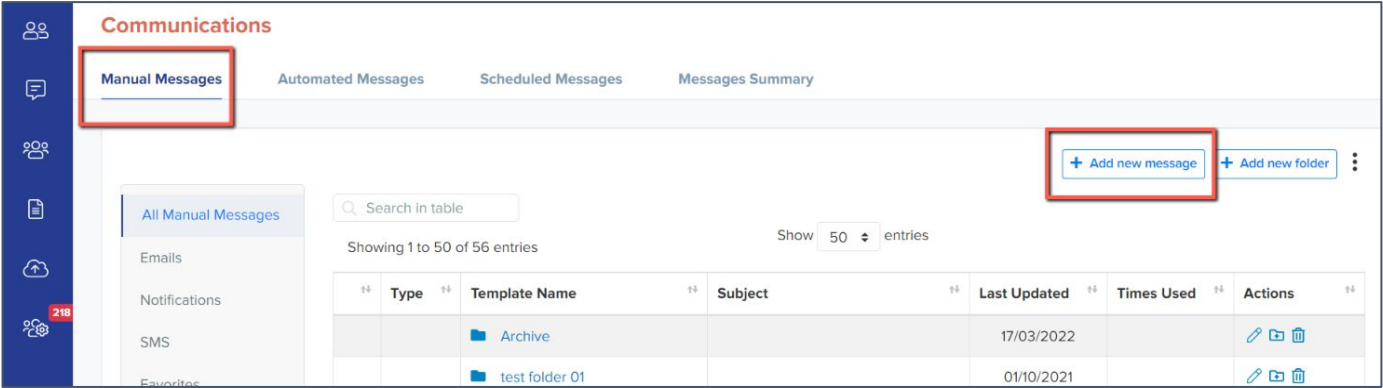 Communications
Manual Messages Automated Messages Scheduled Messages Messages Summary
+ Add new message + Add new folder
All Manual Messages
Search in table
Showing 1 to 50 of 56 entries
Show 50 entries
Emails
Notifications
SMS
Favorites
Type Template Name Subject Last Updated Times Used Actions
Archive 17/03/2022
test folder 01 01/10/2021
218